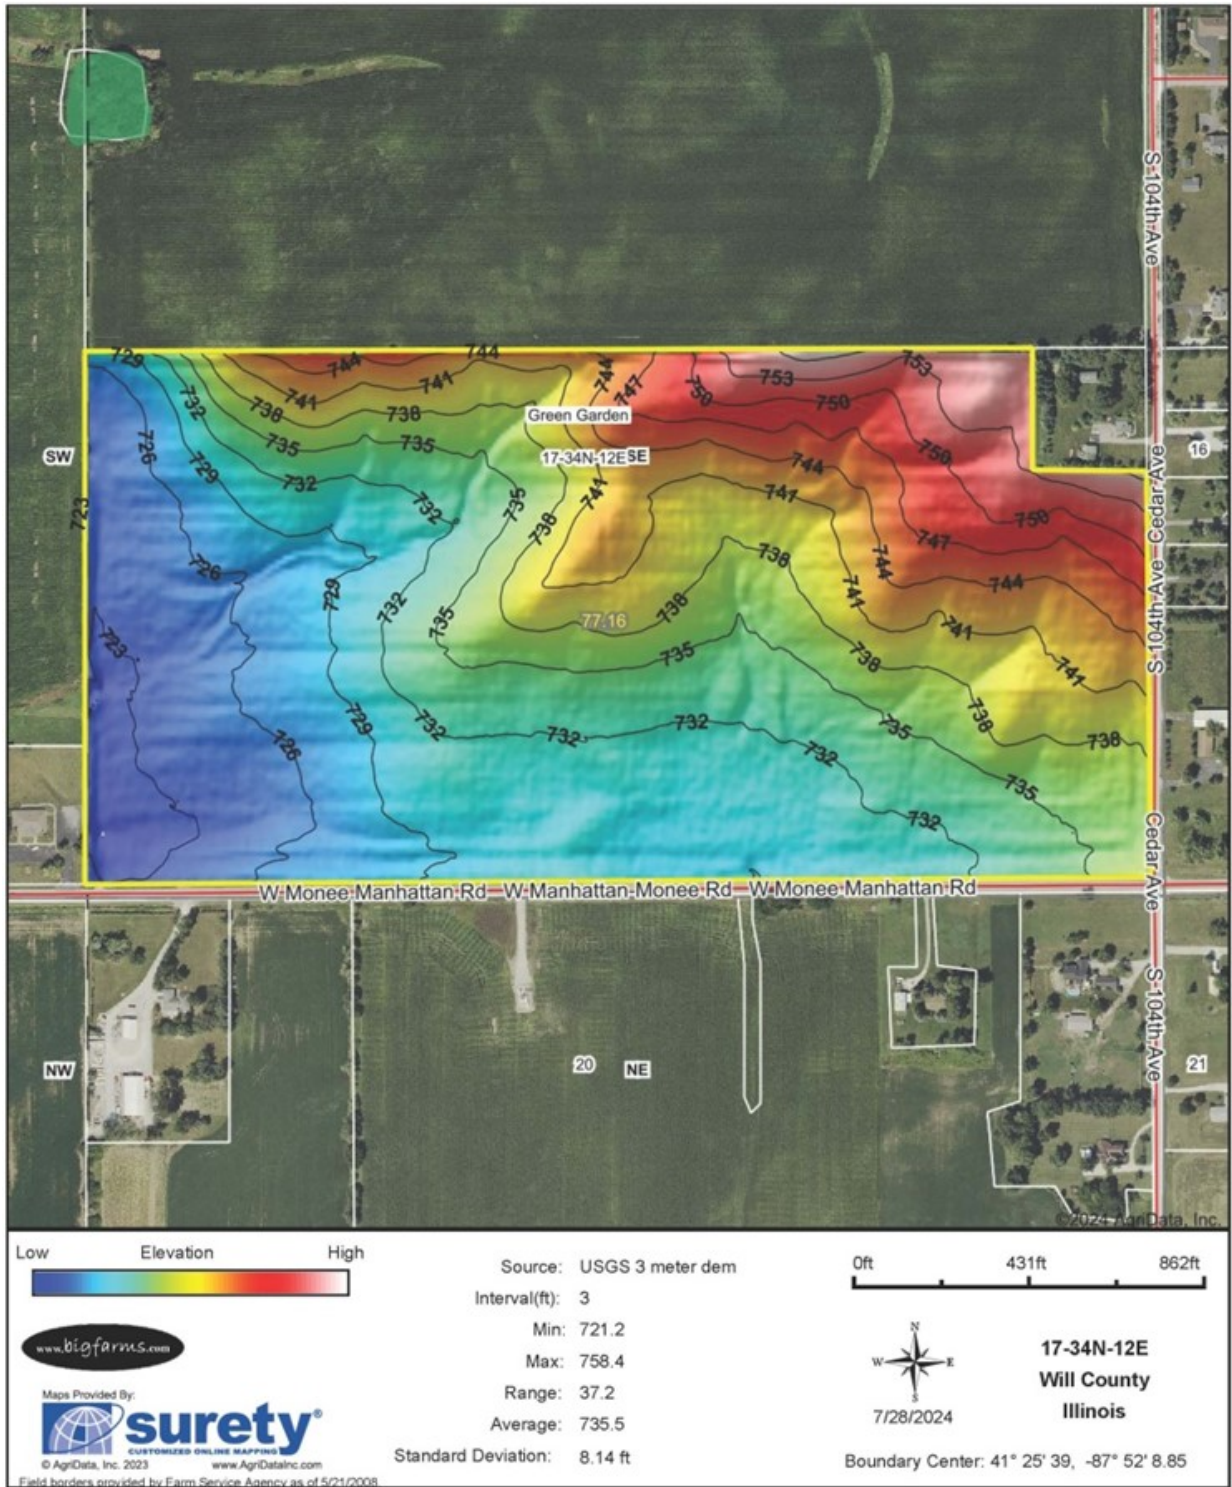 S 104th Ave
729
744
744
753
753
744
747
750
750
741
741
738
738
Green Garden
732
735
735
17-34N-12E
SE
SW
16
726
729
732
732
735
738
741
744
741
750
750
747
723
726
729
732
735
738
744
744
741
741
77.16
738
735
738
741
S 104th Ave
Cedar Ave
723
729
732
732
732
732
735
738
738
726
735
732
Cedar Ave
W Monee Manhattan Rd
W Manhattan-Monee Rd
W Monee Manhattan Rd
S 104th Ave
NW
20
NE
21
©2024 AgriData, Inc.
Low
Elevation
High
www.bigfarms.com
Maps Provided By:
surety®
CUSTOMIZED ONLINE MAPPING
© AgriData, Inc. 2023
www.AgriDataInc.com
Field borders provided by Farm Service Agency as of 5/21/2008.
Source: USGS 3 meter dem
Interval(ft): 3
Min: 721.2
Max: 758.4
Range: 37.2
Average: 735.5
Standard Deviation: 8.14 ft
0ft
431ft
862ft
N
W
E
S
7/28/2024
17-34N-12E
Will County
Illinois
Boundary Center: 41° 25' 39, -87° 52' 8.85